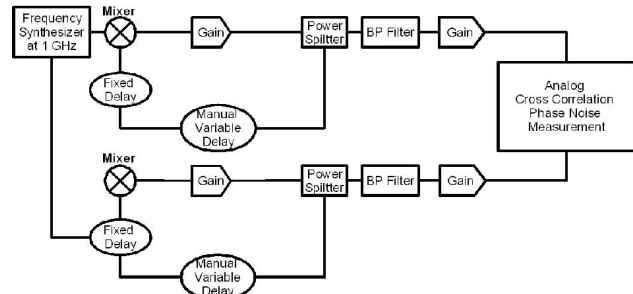 Frequency
Synthesizer
at 1 GHz
Mixer
Gain
Power
Splitter
BP Filter
Gain
Fixed
Delay
Manual
Variable
Delay
Analog
Cross Correlation
Phase Noise
Measurement
Mixer
Gain
Power
Splitter
BP Filter
Gain
Fixed
Delay
Manual
Variable
Delay